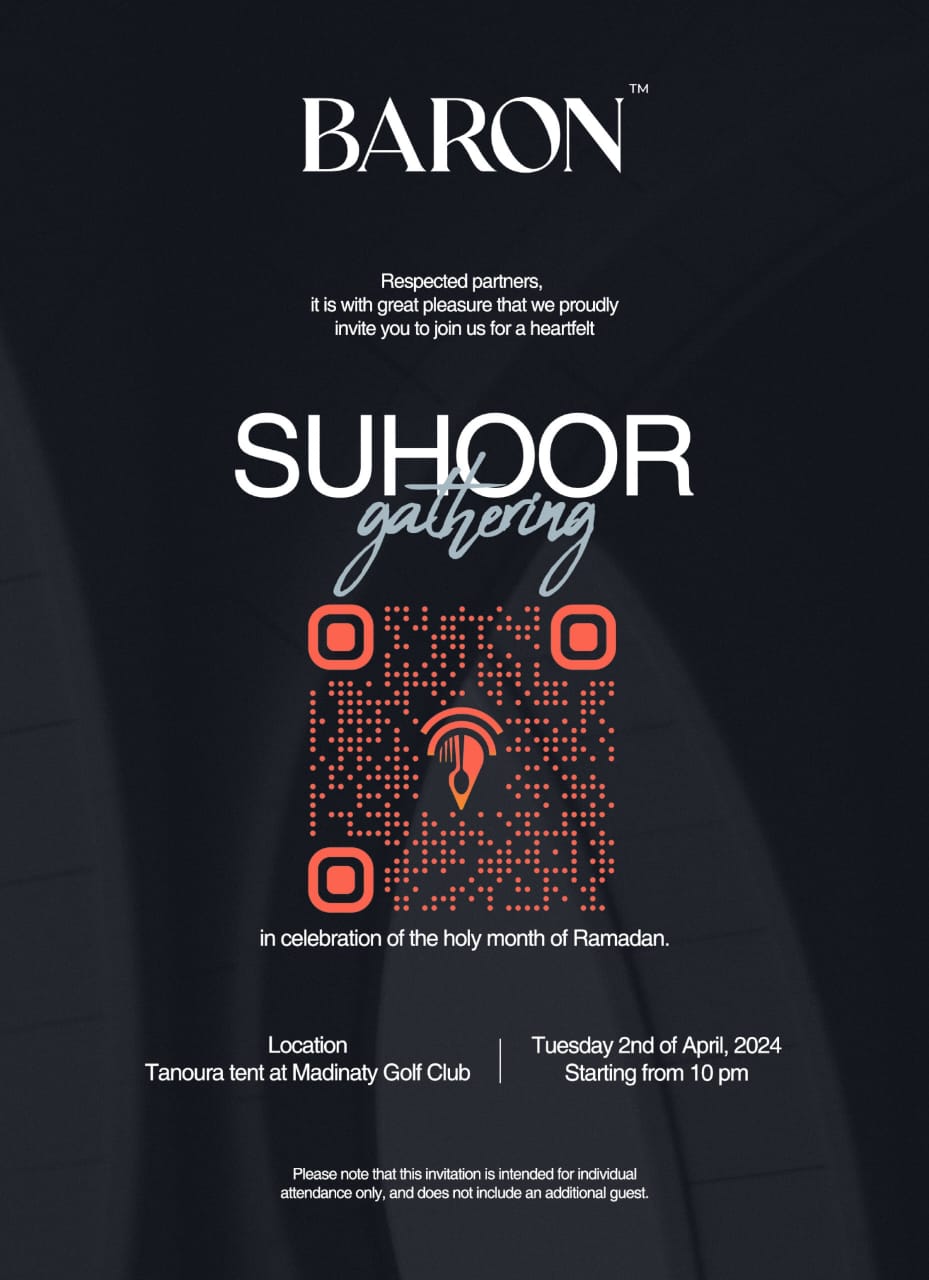 BARON™
Respected partners,
it is with great pleasure that we proudly
invite you to join us for a heartfelt
SUHOOR
gathering
in celebration of the holy month of Ramadan.
Location
Tanoura tent at Madinaty Golf Club
Tuesday 2nd of April, 2024
Starting from 10 pm
Please note that this invitation is intended for individual
attendance only, and does not include an additional guest.